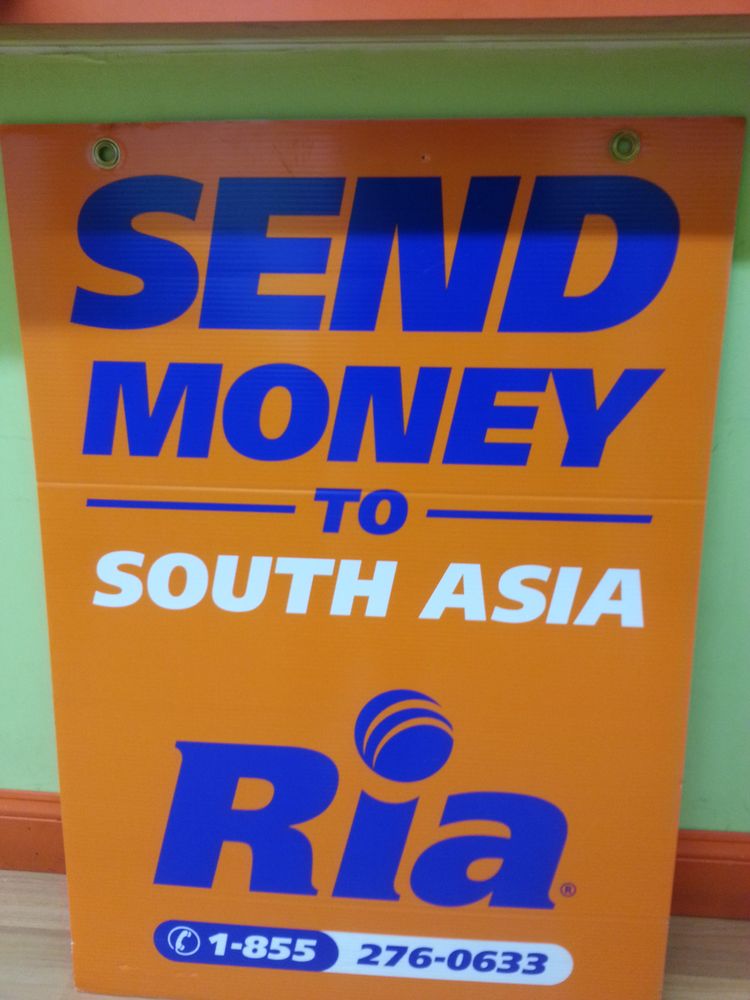 SEND
MONEY
TO
SOUTH ASIA
Ria®
1-855 276-0633